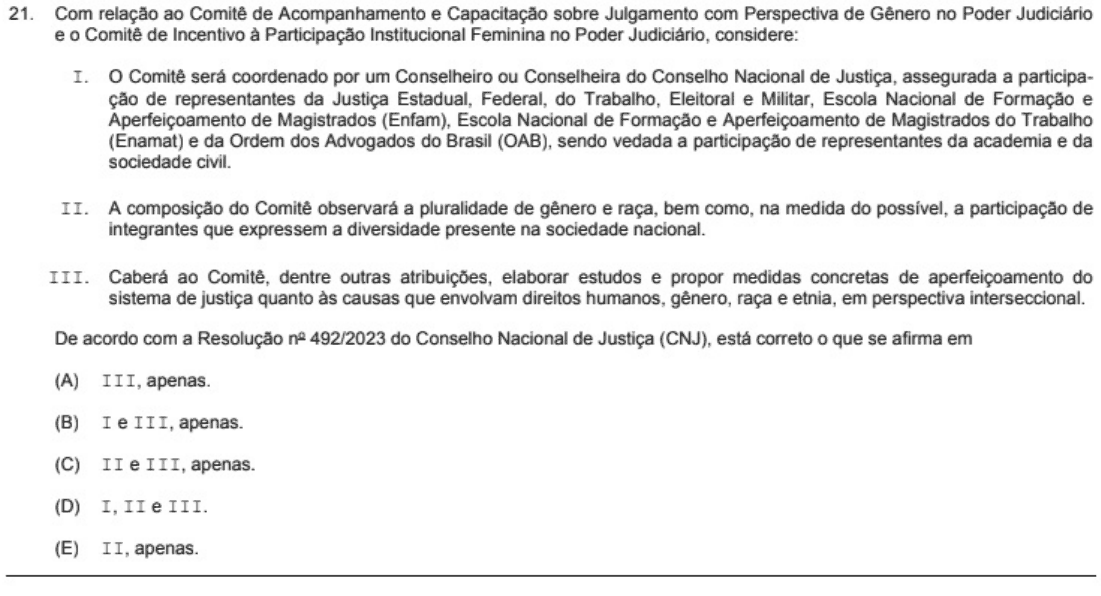 21. Com relação ao Comitê de Acompanhamento e Capacitação sobre Julgamento com Perspectiva de Gênero no Poder Judiciário
e o Comitê de Incentivo à Participação Institucional Feminina no Poder Judiciário, considere:
I. O Comitê será coordenado por um Conselheiro ou Conselheira do Conselho Nacional de Justiça, assegurada a participa-
ção de representantes da Justiça Estadual, Federal, do Trabalho, Eleitoral e Militar, Escola Nacional de Formação e
Aperfeiçoamento de Magistrados (Enfam), Escola Nacional de Formação e Aperfeiçoamento de Magistrados do Trabalho
(Enamat) e da Ordem dos Advogados do Brasil (OAB), sendo vedada a participação de representantes da academia e da
sociedade civil.
II. A composição do Comitê observará a pluralidade de gênero e raça, bem como, na medida do possível, a participação de
integrantes que expressem a diversidade presente na sociedade nacional.
III. Caberá ao Comitê, dentre outras atribuições, elaborar estudos e propor medidas concretas de aperfeiçoamento do
sistema de justiça quanto às causas que envolvam direitos humanos, gênero, raça e etnia, em perspectiva interseccional.
De acordo com a Resolução nº 492/2023 do Conselho Nacional de Justiça (CNJ), está correto o que se afirma em
(A) III, apenas.
(B) I e III, apenas.
(C) II e III, apenas.
(D) I, II e III.
(E) II, apenas.